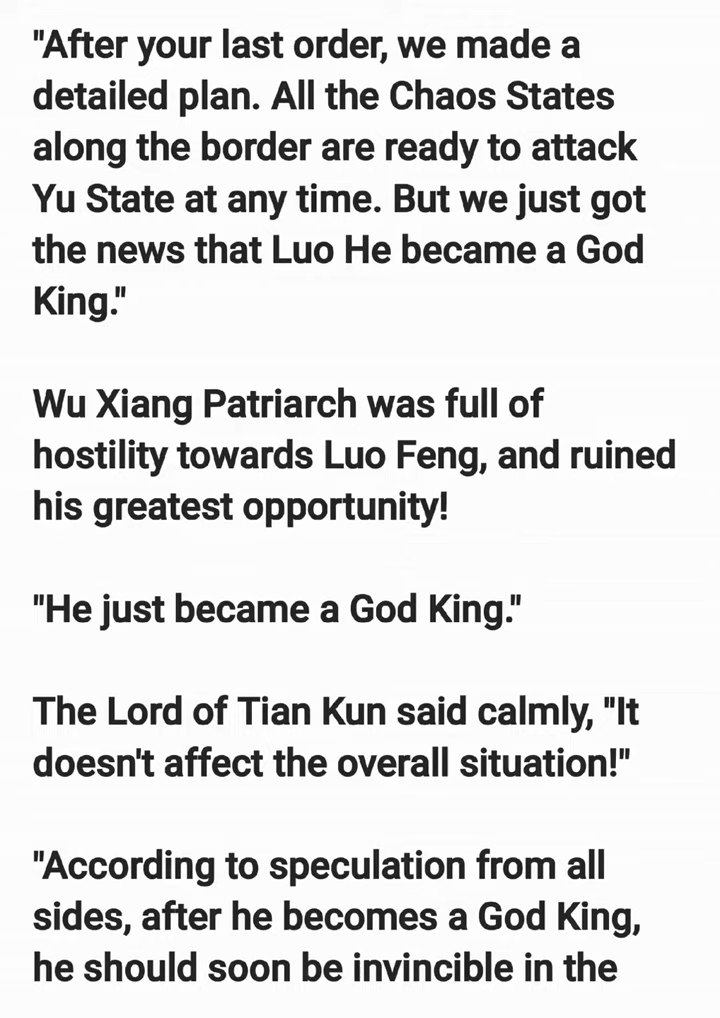 "After your last order, we made a
detailed plan. All the Chaos States
along the border are ready to attack
Yu State at any time. But we just got
the news that Luo He became a God
King."
Wu Xiang Patriarch was full of
hostility towards Luo Feng, and ruined
his greatest opportunity!
"He just became a God King."
The Lord of Tian Kun said calmly, "It
doesn't affect the overall situation!"
"According to speculation from all
sides, after he becomes a God King,
he should soon be invincible in the